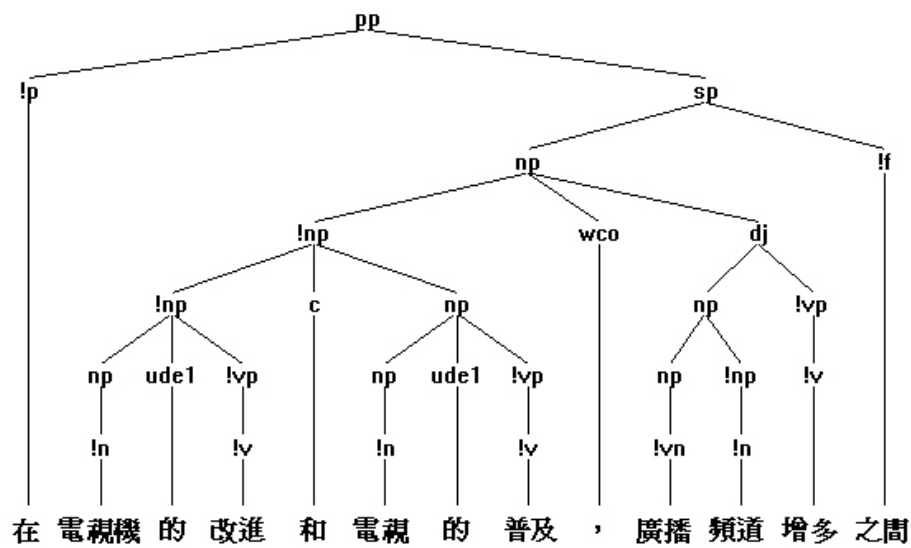 pp
!p sp
np !f
!np wco dj
!np c np np !vp
np ude1 !vp np ude1 !vp np !np !v
!n !v !n !v !vn !n
在 電視機 的 改進 和 電視 的 普及 , 廣播 頻道 增多 之間